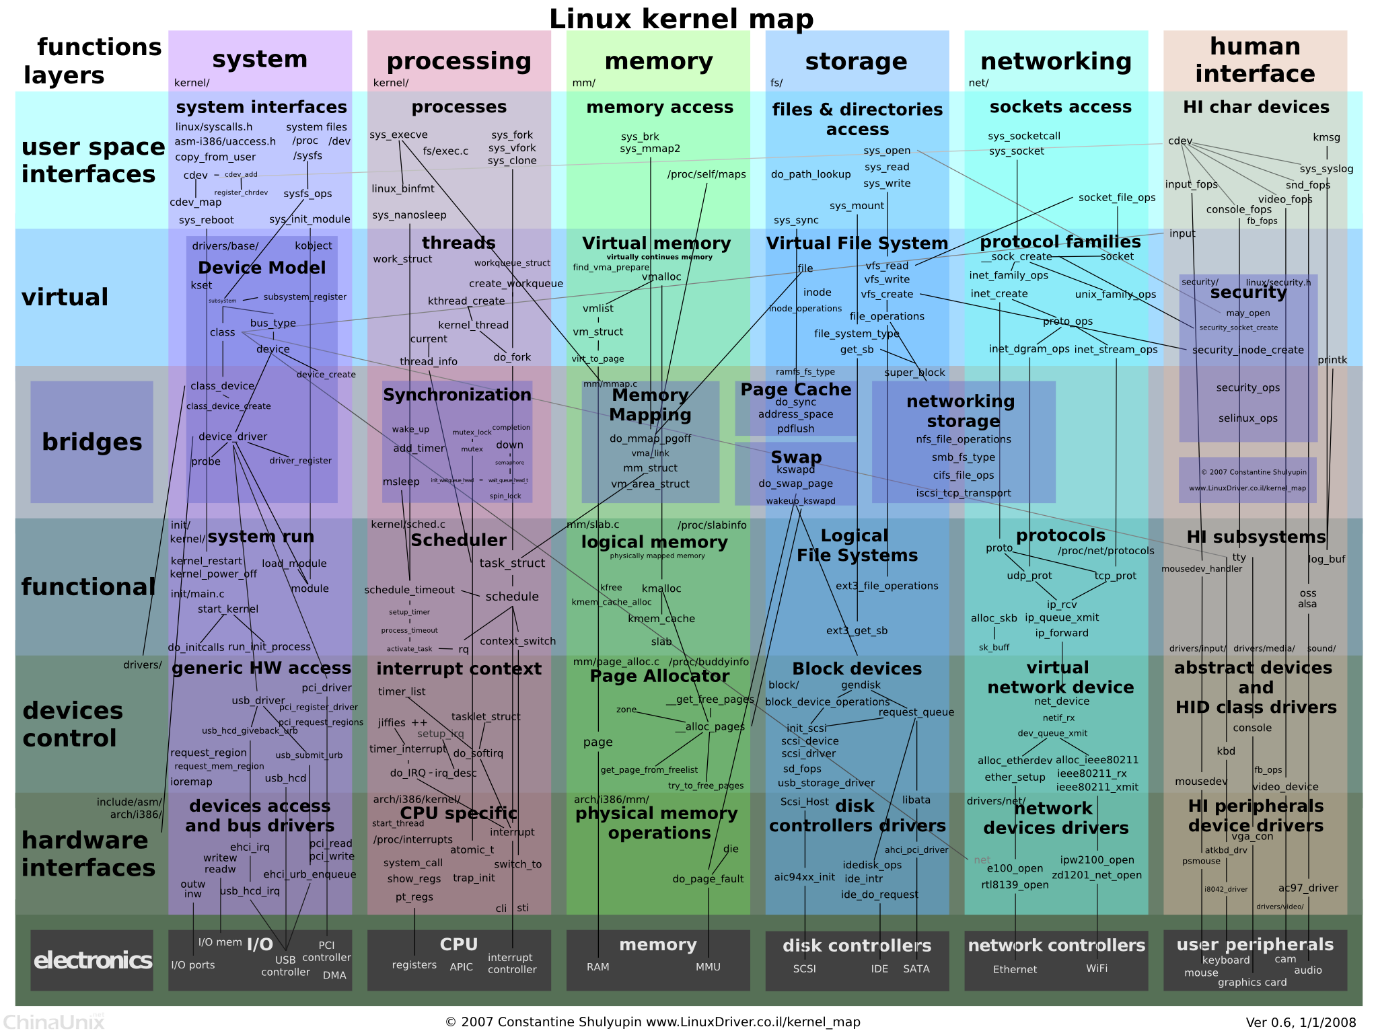 Linux kernel map
functions
layers
system
kernel/
processing
kernel/
memory
mm/
storage
fs/
networking
net/
human
interface
user space
interfaces
system interfaces
linux/syscalls.h
system files
asm-i386/uaccess.h
/proc /dev
copy_from_user
/sysfs
cdev
cdev_add
register_chrdev
cdev_map
sysfs_ops
sys_reboot
sys_init_module
processes
sys_execve
sys_fork
sys_vfork
fs/exec.c
sys_clone
linux_binfmt
sys_nanosleep
memory access
sys_brk
sys_mmap2
/proc/self/maps
files & directories
access
sys_open
do_path_lookup
sys_read
sys_write
sys_mount
sys_sync
sockets access
sys_socketcall
sys_socket
socket_file_ops
HI char devices
cdev
kmsg
sys_syslog
input_fops
snd_fops
video_fops
console_fops
fb_fops
input
virtual
drivers/base/
kobject
Device Model
kset
subsystem
subsystem_register
bus_type
class
device
device_create
threads
work_struct
workqueue_struct
create_workqueue
kthread_create
kernel_thread
current
thread_info
do_fork
Virtual memory
virtually continues memory
find_vma_prepare
vmalloc
vmlist
vm_struct
virt_to_page
Virtual File System
file
vfs_read
vfs_write
inode
vfs_create
inode_operations
file_operations
file_system_type
get_sb
ramfs_fs_type
super_block
protocol families
__sock_create
socket
inet_family_ops
inet_create
unix_family_ops
proto_ops
inet_dgram_ops
inet_stream_ops
security/
linux/security.h
security
may_open
security_socket_create
security_inode_create
printk
security_ops
selinux_ops
bridges
class_device
class_device_create
device_driver
probe
driver_register
Synchronization
wake_up
completion
mutex_lock
add_timer
mutex
down
semaphore
msleep
init_waitqueue_head
=
wait_queue_head_t
spin_lock
mm/mmap.c
Memory
Mapping
do_mmap_pgoff
vma_link
mm_struct
vm_area_struct
Page Cache
do_sync
address_space
pdflush
Swap
kswapd
do_swap_page
wakeup_kswapd
networking
storage
nfs_file_operations
smb_fs_type
cifs_file_ops
iscsi_tcp_transport
© 2007 Constantine Shulyupin
www.LinuxDriver.co.il/kernel_map
functional
init/
kernel/
system run
kernel_restart
load_module
kernel_power_off
module
init/main.c
start_kernel
do_initcalls
run_init_process
drivers/
kernel/sched.c
Scheduler
task_struct
schedule_timeout
schedule
setup_timer
process_timeout
context_switch
activate_task
rq
mm/slab.c
/proc/slabinfo
logical memory
physically mapped memory
kfree
kmalloc
kmem_cache_alloc
kmem_cache
slab
Logical
File Systems
ext3_file_operations
ext3_get_sb
protocols
proto
/proc/net/protocols
udp_prot
tcp_prot
ip_rcv
alloc_skb
ip_queue_xmit
ip_forward
sk_buff
HI subsystems
tty
log_buf
mousedev_handler
oss
alsa
drivers/input/
drivers/media/
sound/
devices
control
generic HW access
pci_driver
usb_driver
pci_register_driver
pci_request_regions
usb_hcd_giveback_urb
request_region
usb_submit_urb
request_mem_region
ioremap
usb_hcd
interrupt context
timer_list
tasklet_struct
jiffies ++
setup_irq
timer_interrupt
do_softirq
do_IRQ
irq_desc
mm/page_alloc.c
/proc/buddyinfo
Page Allocator
__get_free_pages
zone
__alloc_pages
page
get_page_from_freelist
try_to_free_pages
Block devices
block/
gendisk
block_device_operations
request_queue
init_scsi
scsi_device
scsi_driver
sd_fops
usb_storage_driver
virtual
network device
net_device
netif_rx
dev_queue_xmit
alloc_etherdev
alloc_ieee80211
ether_setup
ieee80211_rx
ieee80211_xmit
abstract devices
and
HID class drivers
console
kbd
fb_ops
mousedev
video_device
hardware
interfaces
include/asm/
arch/i386/
devices access
and bus drivers
ehci_irq
pci_read
writew
pci_write
readw
ehci_urb_enqueue
outw
inw
usb_hcd_irq
arch/i386/kernel/
CPU specific
start_thread
interrupt
/proc/interrupts
atomic_t
system_call
switch_to
show_regs
trap_init
pt_regs
cli
sti
arch/i386/mm/
physical memory
operations
die
do_page_fault
Scsi_Host
libata
disk
controllers drivers
ahci_pci_driver
idedisk_ops
aic94xx_init
ide_intr
ide_do_request
drivers/net/
network
devices drivers
net
ipw2100_open
e100_open
zd1201_net_open
rtl8139_open
HI peripherals
device drivers
vga_con
atkbd_drv
psmouse
i8042_driver
ac97_driver
drivers/video/
electronics
I/O mem
I/O
PCI
controller
I/O ports
USB
controller
DMA
CPU
registers
APIC
interrupt
controller
memory
RAM
MMU
disk controllers
SCSI
IDE
SATA
network controllers
Ethernet
WiFi
user peripherals
keyboard
cam
mouse
audio
graphics card
ChinaUnix
© 2007 Constantine Shulyupin www.LinuxDriver.co.il/kernel_map
Ver 0.6, 1/1/2008